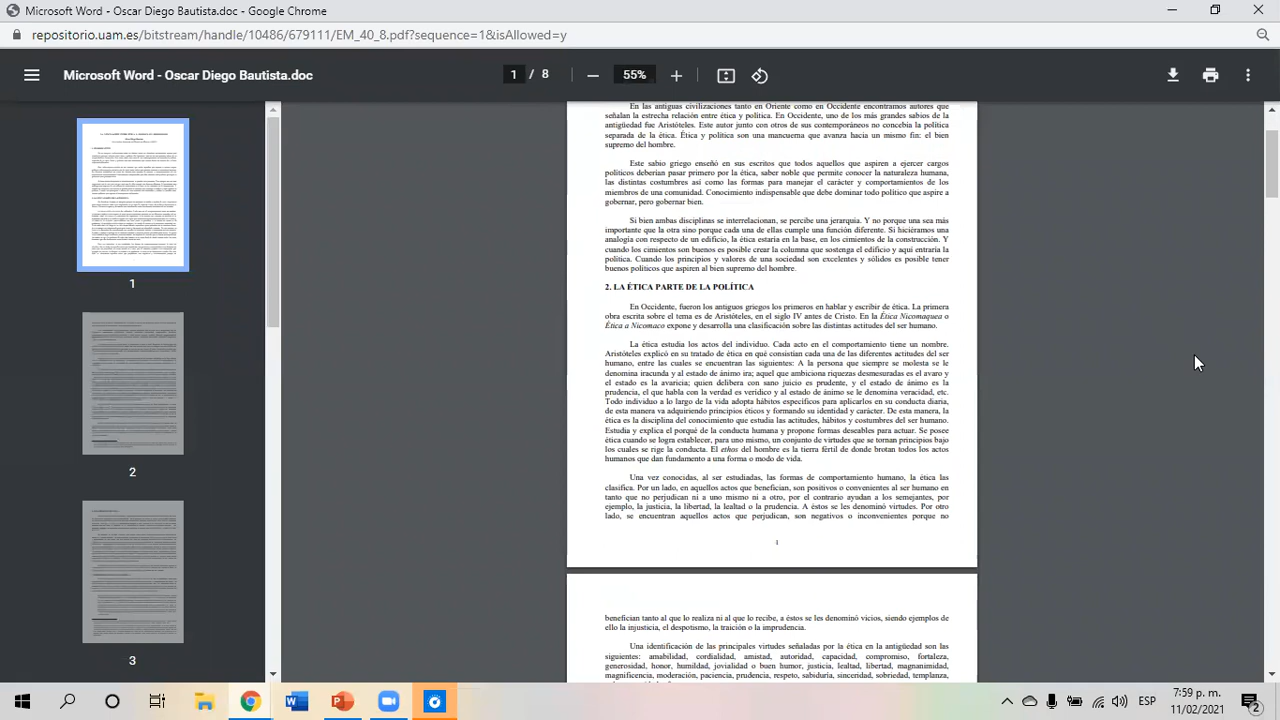 Microsoft Word - Oscar Diego Bautista.doc - Google Chrome
repositorio.uam.es/bitstream/handle/10486/679111/EM_40_8.pdf?sequence=1&isAllowed=y
Microsoft Word - Oscar Diego Bautista.doc
1 / 8
55%
En las antiguas civilizaciones tanto en Oriente como en Occidente encontramos autores que
señalan la estrecha relación entre ética y política. En Occidente, uno de los más grandes sabios de la
antigüedad fue Aristóteles. Este autor junto con otros de sus contemporáneos no concebía la política
separada de la ética. Ética y política son una mancuerna que avanza hacia un mismo fin: el bien
supremo del hombre.
Este sabio griego enseñó en sus escritos que todos aquellos que aspiren a ejercer cargos
políticos deberían pasar primero por la ética, saber noble que permite conocer la naturaleza humana,
las distintas costumbres así como las formas para manejar el carácter y comportamientos de los
miembros de una comunidad. Conocimiento indispensable que debe dominar todo político que aspire a
gobernar, pero gobernar bien.
Si bien ambas disciplinas se interrelacionan, se percibe una jerarquía. Y no porque una sea más
importante que la otra sino porque cada una de ellas cumple una función diferente. Si hiciéramos una
analogía con respecto de un edificio, la ética estaría en la base, en los cimientos de la construcción. Y
cuando los cimientos son buenos es posible crear la columna que sostenga el edificio y aquí entraría la
política. Cuando los principios y valores de una sociedad son excelentes y sólidos es posible tener
buenos políticos que aspiren al bien supremo del hombre.
2. LA ÉTICA PARTE DE LA POLÍTICA
En Occidente, fueron los antiguos griegos los primeros en hablar y escribir de ética. La primera
obra escrita sobre el tema es de Aristóteles, en el siglo IV antes de Cristo. En la Ética Nicomaquea o
Ética a Nicomaco expone y desarrolla una clasificación sobre las distintas actitudes del ser humano.
La ética estudia los actos del individuo. Cada acto en el comportamiento tiene un nombre.
Aristóteles explicó en su tratado de ética en qué consistían cada una de las diferentes actitudes del ser
humano, entre las cuales se encuentran las siguientes: A la persona que siempre se molesta se le
denomina iracunda y al estado de ánimo ira; aquel que ambiciona riquezas desmesuradas es el avaro y
el estado es la avaricia; quien delibera con sano juicio es prudente, y el estado de ánimo es la
prudencia, el que habla con la verdad es verídico y al estado de ánimo se le denomina veracidad, etc.
Todo individuo a lo largo de la vida adopta hábitos específicos para aplicarlos en su conducta diaria,
de esta manera va adquiriendo principios éticos y formando su identidad y carácter. De esta manera, la
ética es la disciplina del conocimiento que estudia las actitudes, hábitos y costumbres del ser humano.
Estudia y explica el porqué de la conducta humana y propone formas deseables para actuar. Se posee
ética cuando se logra establecer, para uno mismo, un conjunto de virtudes que se tornan principios bajo
los cuales se rige la conducta. El ethos del hombre es la tierra fértil de donde brotan todos los actos
humanos que dan fundamento a una forma o modo de vida.
Una vez conocidas, al ser estudiadas, las formas de comportamiento humano, la ética las
clasifica. Por un lado, en aquellos actos que benefician, son positivos o convenientes al ser humano en
tanto que no perjudican ni a uno mismo ni a otro, por el contrario ayudan a los semejantes, por
ejemplo, la justicia, la libertad, la lealtad o la prudencia. A éstos se les denominó virtudes. Por otro
lado, se encuentran aquellos actos que perjudican, son negativos o inconvenientes porque no
1
benefician tanto al que lo realiza ni al que lo recibe, a éstos se les denominó vicios, siendo ejemplos de
ello la injusticia, el despotismo, la traición o la imprudencia.
Una identificación de las principales virtudes señaladas por la ética en la antigüedad son las
siguientes: amabilidad, cordialidad, amistad, autoridad, capacidad, compromiso, fortaleza,
generosidad, honor, humildad, jovialidad o buen humor, justicia, lealtad, libertad, magnanimidad,
magnificencia, moderación, paciencia, prudencia, respeto, sabiduría, sinceridad, sobriedad, templanza,
1
2
3
ESP
7:59 p. m.
11/02/2021
2